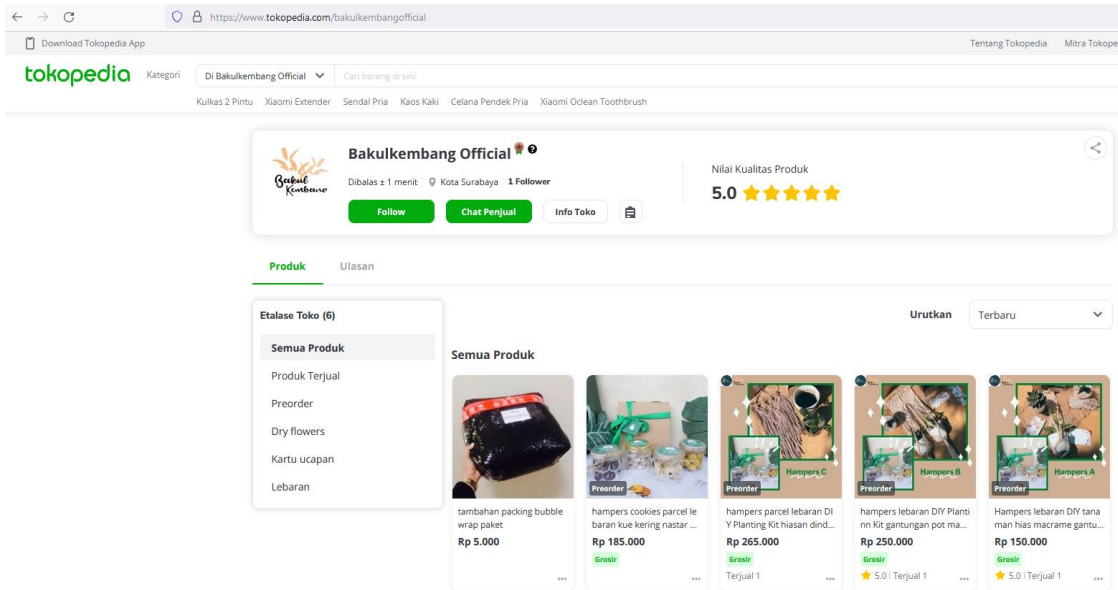 https://www.tokopedia.com/bakulkembangofficial
Download Tokopedia App
Tentang Tokopedia Mitra Tokope
tokopedia Kategori Di Bakulkembang Official Cari barang di sini
Kulkas 2 Pintu Xiaomi Extender Sendal Pria Kaos Kaki Celana Pendek Pria Xiaomi Oclean Toothbrush
Bakul
Kembang
Bakulkembang Official
Dibalas ± 1 menit Kota Surabaya 1 Follower
Follow Chat Penjual Info Toko
Nilai Kualitas Produk
5.0
Produk Ulasan
Etalase Toko (6)
Semua Produk
Produk Terjual
Preorder
Dry flowers
Kartu ucapan
Lebaran
Urutkan Terbaru
Semua Produk
tambahan packing bubble
wrap paket
Rp 5.000
Preorder
hampers cookies parcel le
baran kue kering nastar ...
Rp 185.000
Grosir
Hampers C
Preorder
hampers parcel lebaran DI
Y Planting Kit hiasan dind...
Rp 265.000
Grosir
Terjual 1
Hampers B
Preorder
hampers lebaran DIY Planti
nn Kit gantungan pot ma...
Rp 250.000
Grosir
5.0 | Terjual 1
Hampers A
Preorder
Hampers lebaran DIY tana
man hias macrame gantu...
Rp 150.000
Grosir
5.0 | Terjual 1